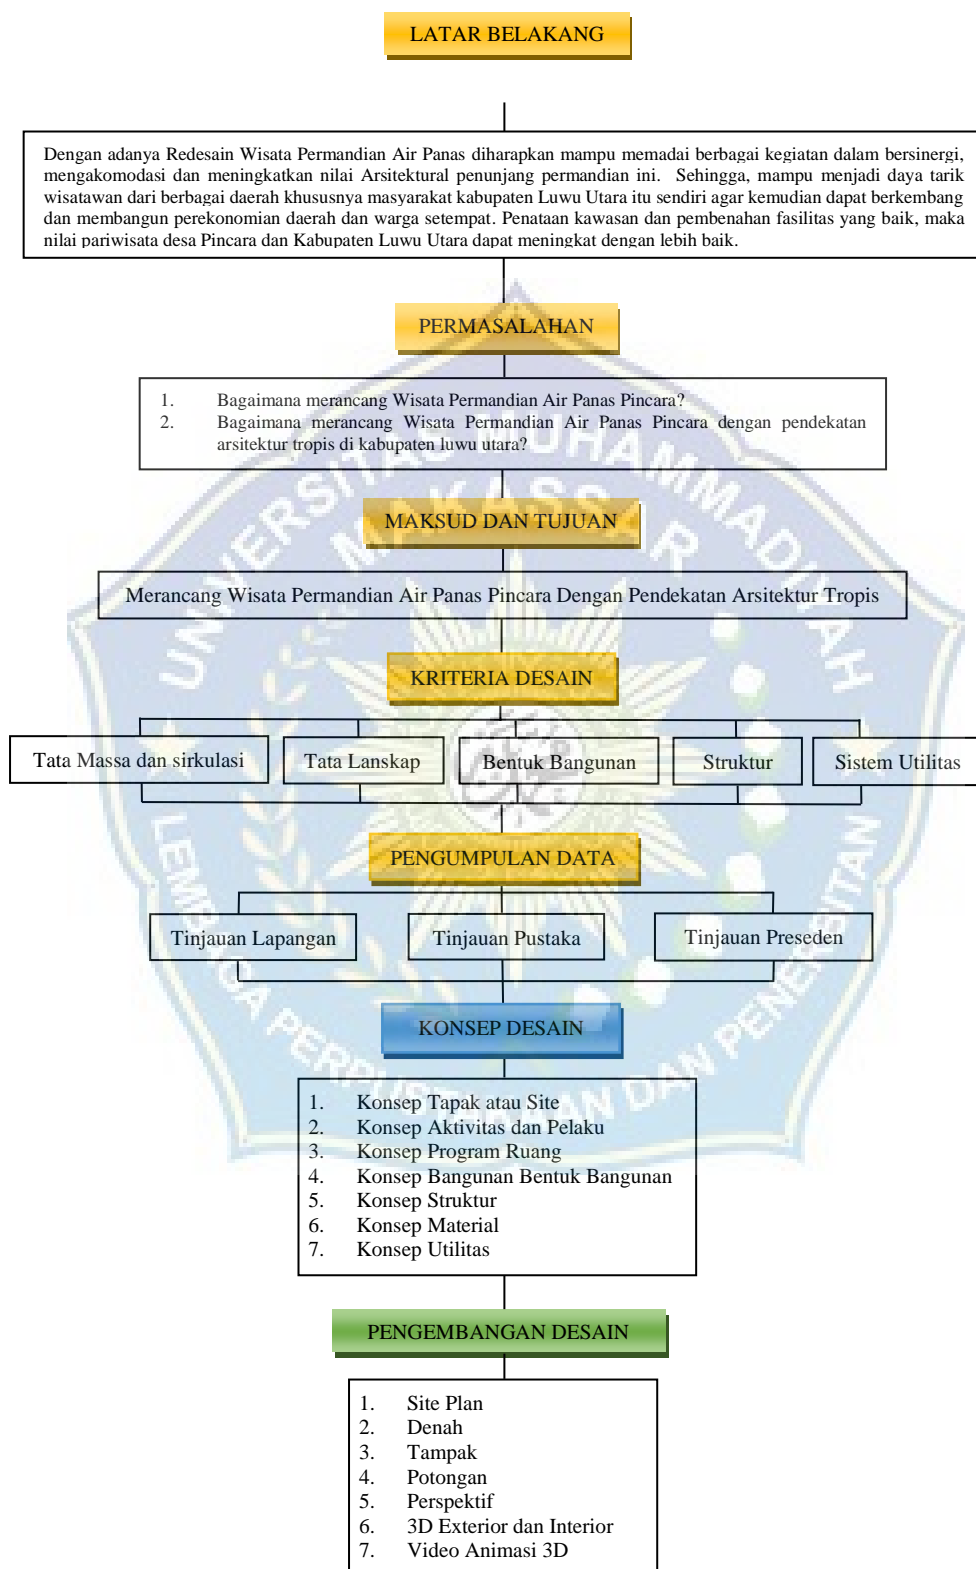 LATAR BELAKANG
Dengan adanya Redesain Wisata Permandian Air Panas diharapkan mampu memadai berbagai kegiatan dalam bersinergi,
mengakomodasi dan meningkatkan nilai Arsitektural penunjang permandian ini. Sehingga, mampu menjadi daya tarik
wisatawan dari berbagai daerah khususnya masyarakat kabupaten Luwu Utara itu sendiri agar kemudian dapat berkembang
dan membangun perekonomian daerah dan warga setempat. Penataan kawasan dan pembenahan fasilitas yang baik, maka
nilai pariwisata desa Pincara dan Kabupaten Luwu Utara dapat meningkat dengan lebih baik.
PERMASALAHAN
1. Bagaimana merancang Wisata Permandian Air Panas Pincara?
2. Bagaimana merancang Wisata Permandian Air Panas Pincara dengan pendekatan
arsitektur tropis di kabupaten luwu utara?
MAKSUD DAN TUJUAN
Merancang Wisata Permandian Air Panas Pincara Dengan Pendekatan Arsitektur Tropis
KRITERIA DESAIN
Tata Massa dan sirkulasi
Tata Lanskap
Bentuk Bangunan
Struktur
Sistem Utilitas
PENGUMPULAN DATA
Tinjauan Lapangan
Tinjauan Pustaka
Tinjauan Preseden
KONSEP DESAIN
1. Konsep Tapak atau Site
2. Konsep Aktivitas dan Pelaku
3. Konsep Program Ruang
4. Konsep Bangunan Bentuk Bangunan
5. Konsep Struktur
6. Konsep Material
7. Konsep Utilitas
PENGEMBANGAN DESAIN
1. Site Plan
2. Denah
3. Tampak
4. Potongan
5. Perspektif
6. 3D Exterior dan Interior
7. Video Animasi 3D
UNIVERSITAS MUHAMMADIYAH
MAKASSAR
LEMBAGA PERPUSTAKAAN DAN PENERBITAN